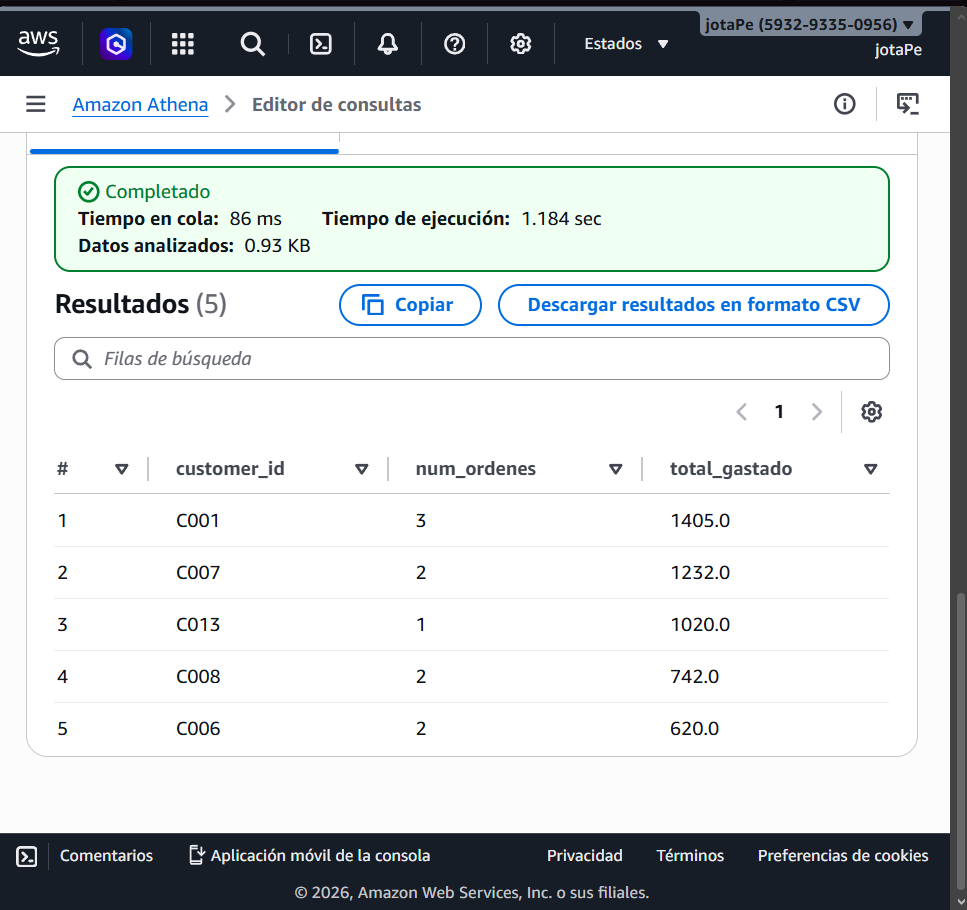 aws
Estados
jotaPe (5932-9335-0956)
jotaPe
Amazon Athena
Editor de consultas
Completado
Tiempo en cola: 86 ms Tiempo de ejecución: 1.184 sec
Datos analizados: 0.93 KB
Resultados (5) Copiar Descargar resultados en formato CSV
Filas de búsqueda
1
# customer_id num_ordenes total_gastado
1 C001 3 1405.0
2 C007 2 1232.0
3 C013 1 1020.0
4 C008 2 742.0
5 C006 2 620.0
Comentarios Aplicación móvil de la consola Privacidad Términos Preferencias de cookies
© 2026, Amazon Web Services, Inc. o sus filiales.